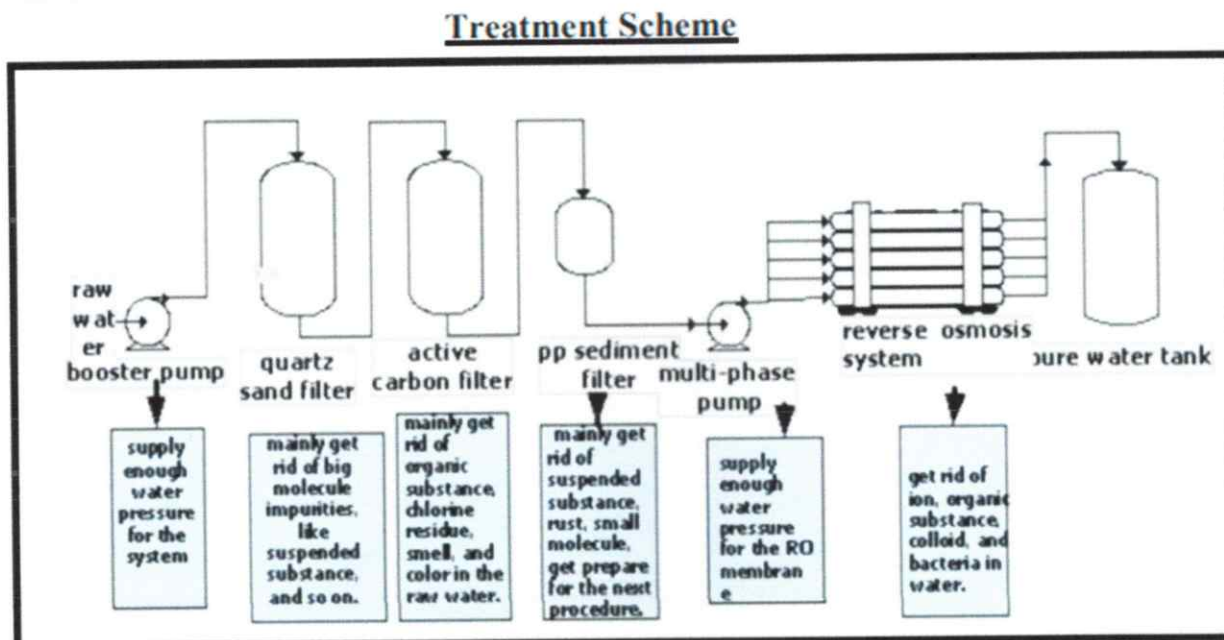 Treatment Scheme
raw
wat
er
booster pump
quartz
sand filter
active
carbon filter
pp sediment
filter
multi-phase
pump
reverse osmosis
system
pure water tank
supply
enough
water
pressure
for the
system
mainly get
rid of big
molecule
impurities,
like
suspended
substance,
and so on.
mainly get
rid of
organic
substance,
chlorine
residue,
smell, and
color in the
raw water.
mainly get
rid of
suspended
substance,
rust, small
molecule,
get prepare
for the next
procedure.
supply
enough
water
pressure
for the RO
membran
e
get rid of
ion, organic
substance,
colloid, and
bacteria in
water.